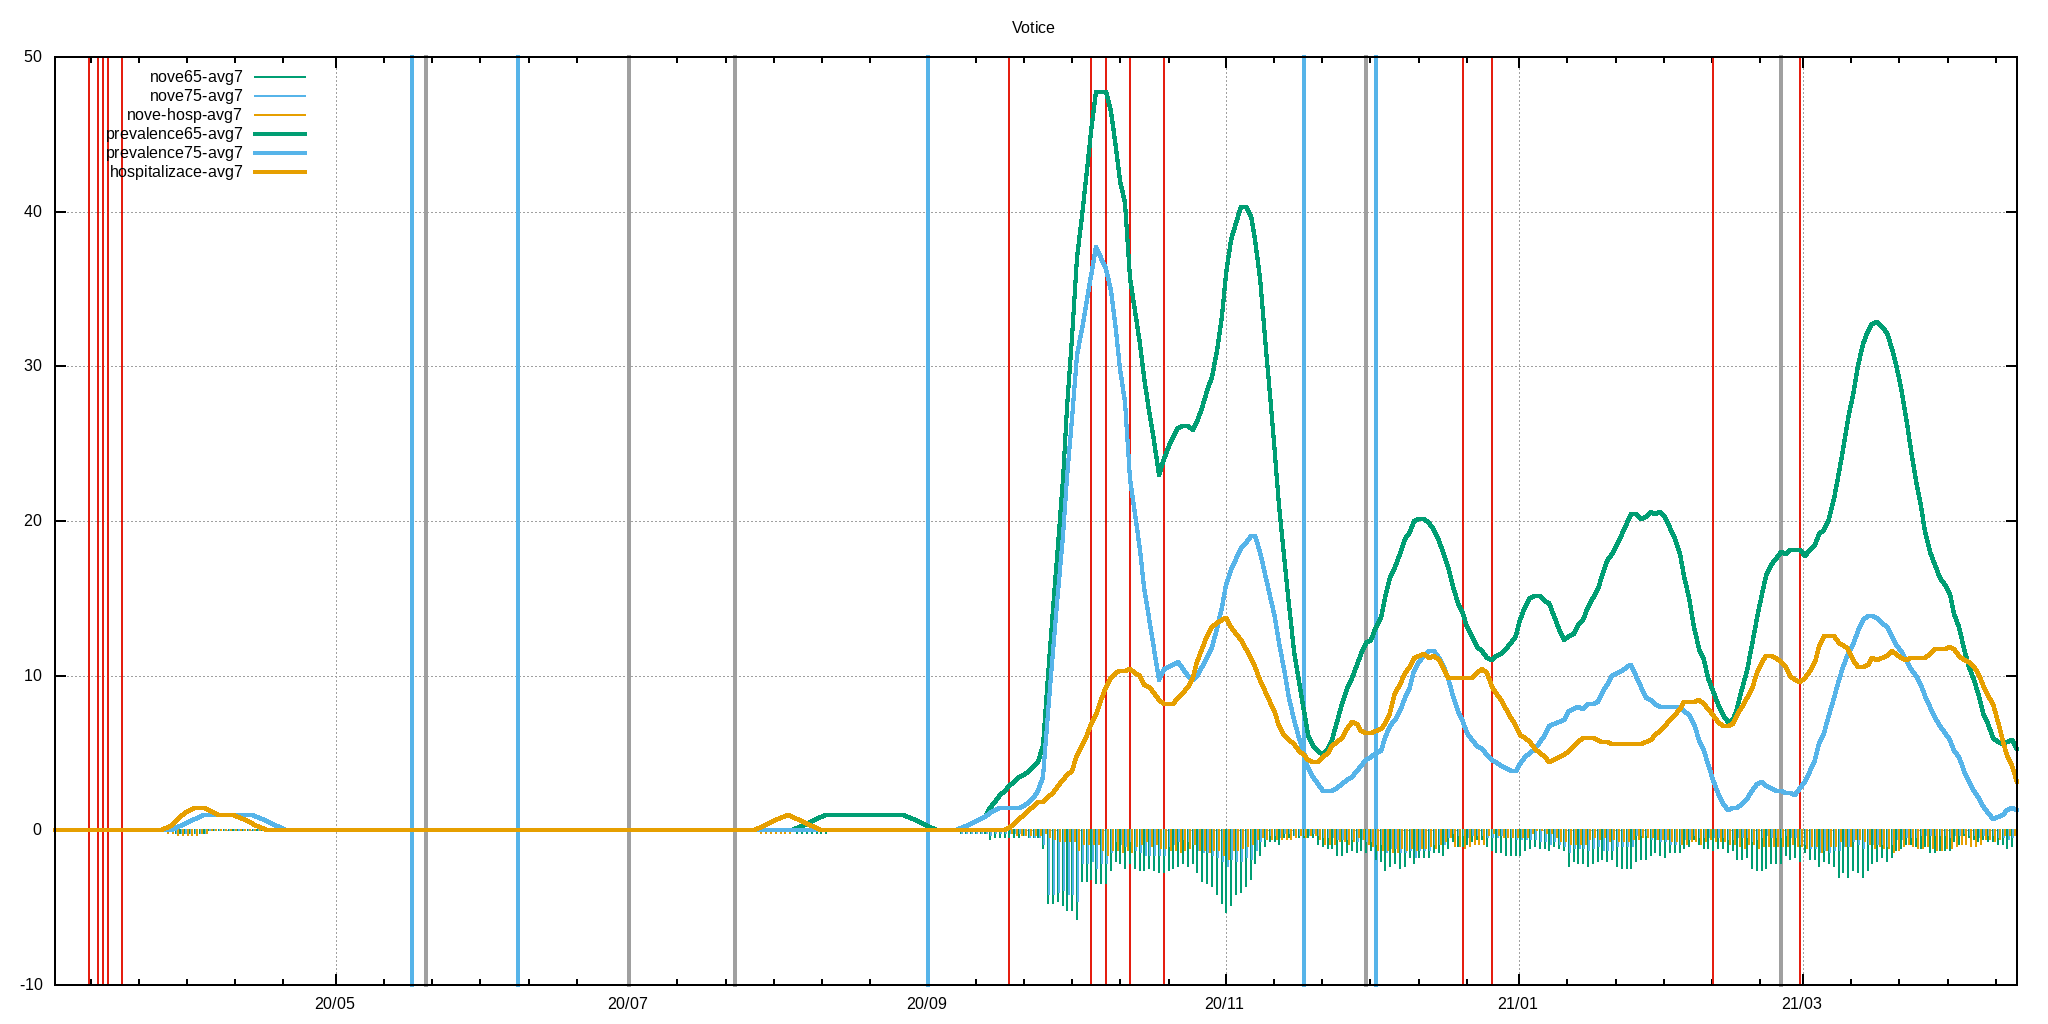 Votice
50
nove65-avg7
nove75-avg7
nove-hosp-avg7
prevalence65-avg7
prevalence75-avg7
hospitalizace-avg7
40
30
20
10
0
-10
20/05 20/07 20/09 20/11 21/01 21/03